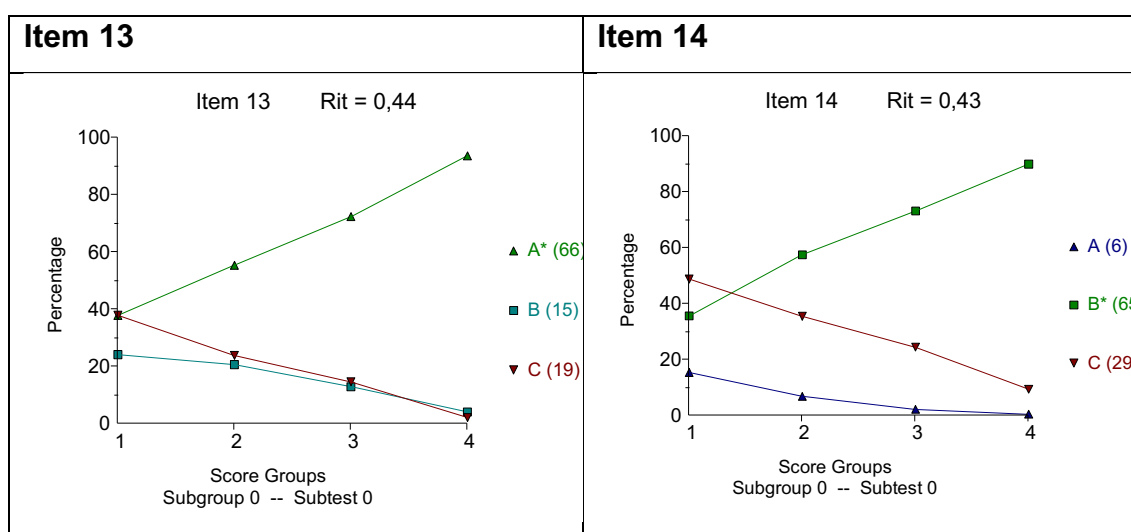 Item 13
Item 14
Item 13 Rit = 0,44
100
80
60
40
20
0
Percentage
1 2 3 4
Score Groups
Subgroup 0 -- Subtest 0
A* (66)
B (15)
C (19)
Item 14 Rit = 0,43
100
80
60
40
20
0
Percentage
1 2 3 4
Score Groups
Subgroup 0 -- Subtest 0
A (6)
B* (65
C (29